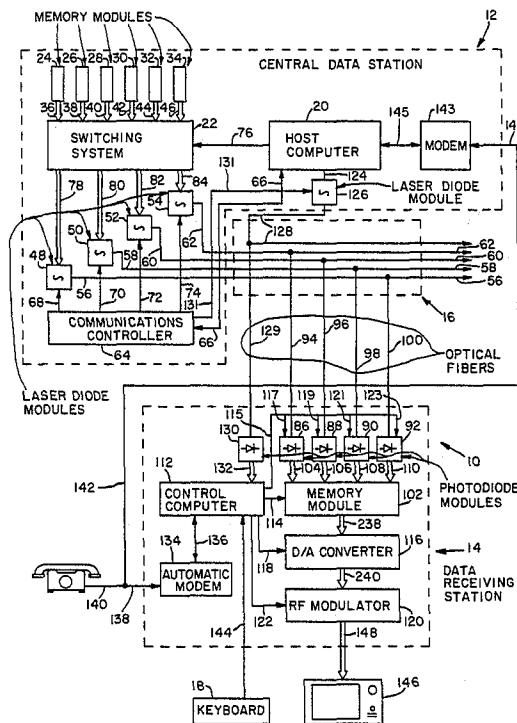 MEMORY MODULES
24 26 28 30 32 34
12
CENTRAL DATA STATION
36 38 40 42 44 46
22
SWITCHING SYSTEM
76
20
HOST COMPUTER
145
143
MODEM
14
78 80 82 84
131
66
124
S 126
LASER DIODE MODULE
54 S
52 S
50 S
48 S
128
62
62
60
60
58
58
56
56
68 70 72 74
131
COMMUNICATIONS CONTROLLER
64
66
16
LASER DIODE MODULES
129
94
96
98
100
OPTICAL FIBERS
115
117 119 121 123
130 86 88 90 92
10
132
104 106 108 110
PHOTODIODE MODULES
112
CONTROL COMPUTER
114
MEMORY MODULE
102
142
134
136
118
238
D/A CONVERTER
116
14
DATA RECEIVING STATION
AUTOMATIC MODEM
240
140
138
144
122
RF MODULATOR
120
148
18
KEYBOARD
146